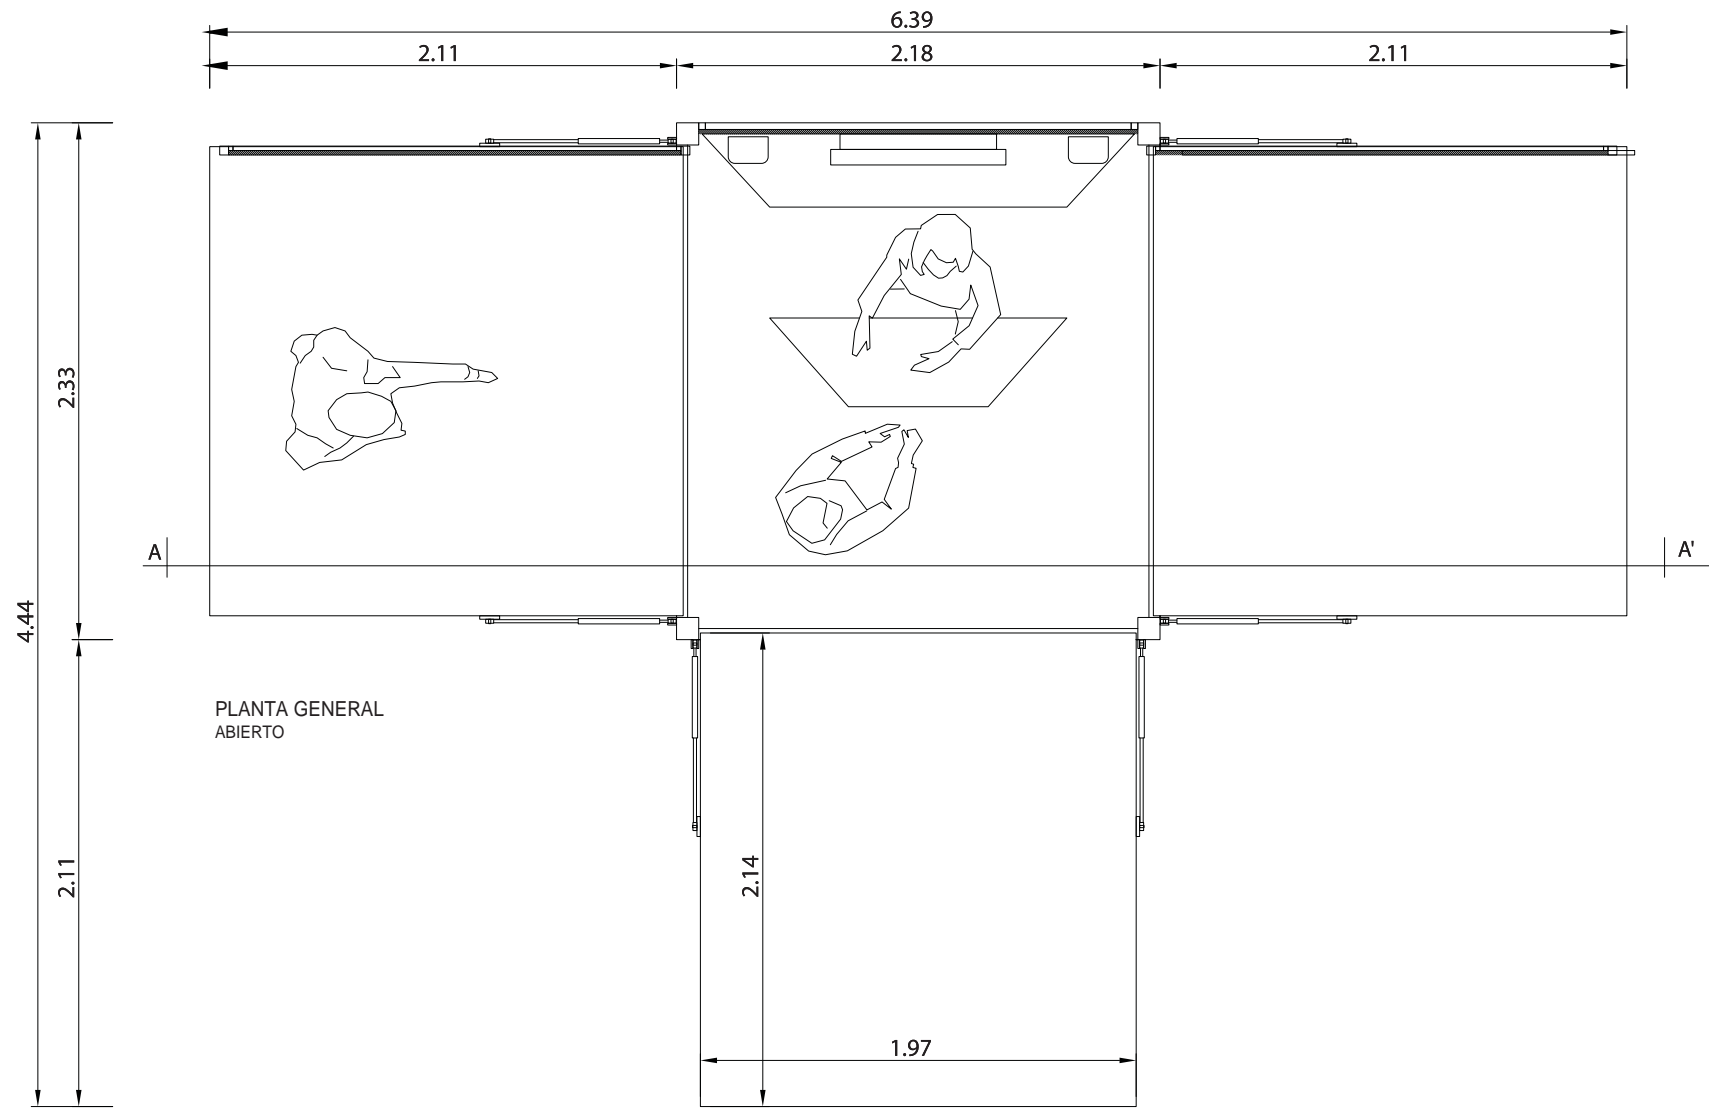 6.39
2.11
2.18
2.11
2.33
4.44
A
A'
PLANTA GENERAL
ABIERTO
2.11
2.14
1.97